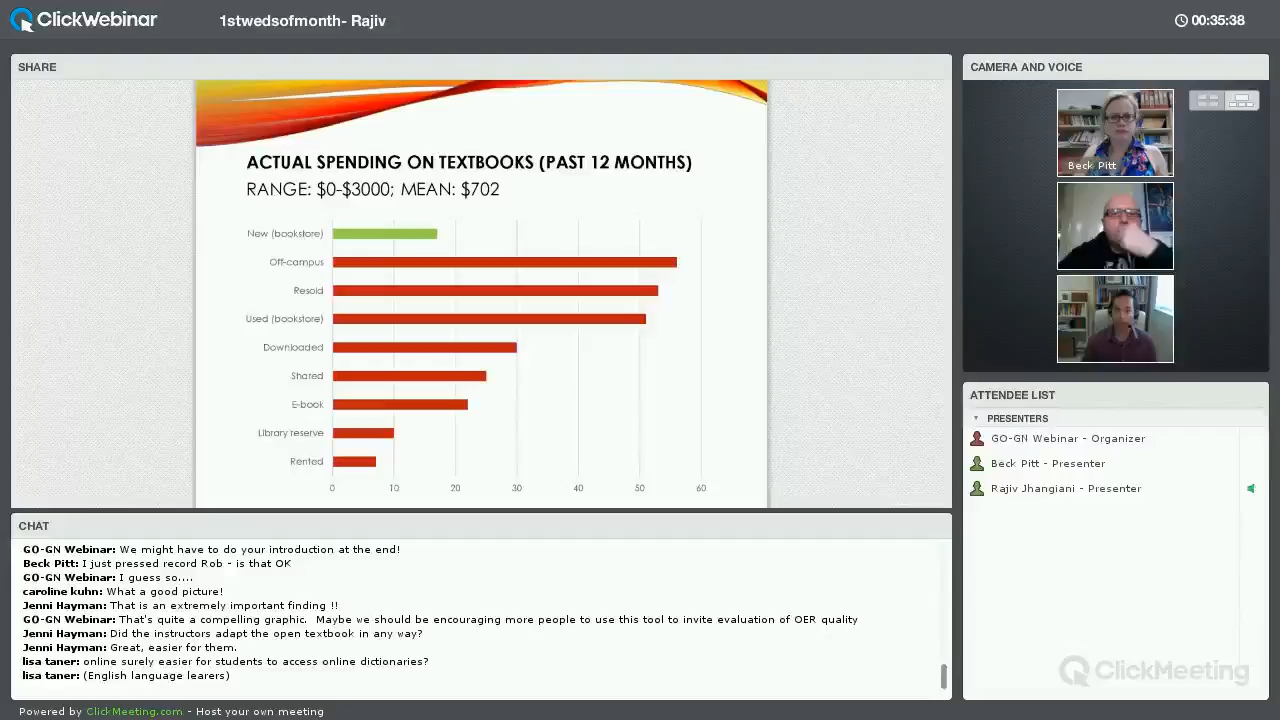 ClickWebinar
1stwedsofmonth- Rajiv
00:35:38
SHARE
ACTUAL SPENDING ON TEXTBOOKS (PAST 12 MONTHS)
RANGE: $0-$3000; MEAN: $702
New (bookstore)
Off-campus
Resold
Used (bookstore)
Downloaded
Shared
E-book
Library reserve
Rented
0 10 20 30 40 50 60
CAMERA AND VOICE
Beck Pitt
ATTENDEE LIST
PRESENTERS
GO-GN Webinar - Organizer
Beck Pitt - Presenter
Rajiv Jhangiani - Presenter
CHAT
GO-GN Webinar: We might have to do your introduction at the end!
Beck Pitt: I just pressed record Rob - is that OK
GO-GN Webinar: I guess so....
caroline kuhn: What a good picture!
Jenni Hayman: That is an extremely important finding !!
GO-GN Webinar: That's quite a compelling graphic. Maybe we should be encouraging more people to use this tool to invite evaluation of OER quality
Jenni Hayman: Did the instructors adapt the open textbook in any way?
Jenni Hayman: Great, easier for them.
lisa taner: online surely easier for students to access online dictionaries?
lisa taner: (English language learers)
ClickMeeting
Powered by ClickMeeting.com - Host your own meeting